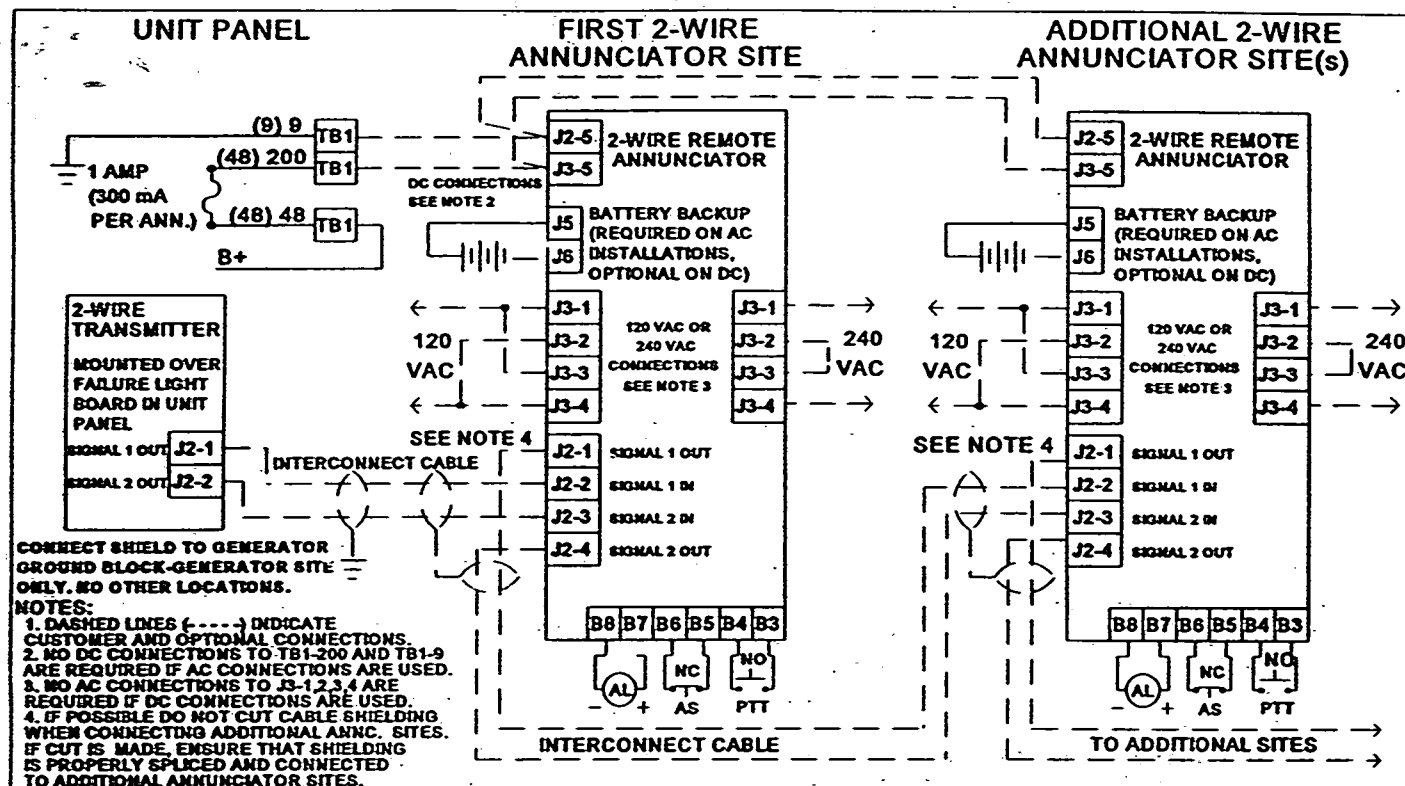 UNIT PANEL
(9) 9
TB1
(48) 200
TB1
1 AMP
(300 mA
PER ANN.)
(48) 48
TB1
B+
2-WIRE
TRANSMITTER
MOUNTED OVER
FAILURE LIGHT
BOARD IN UNIT
PANEL
SIGNAL 1 OUT J2-1
SIGNAL 2 OUT J2-2
CONNECT SHIELD TO GENERATOR
GROUND BLOCK-GENERATOR SITE
ONLY. NO OTHER LOCATIONS.
NOTES:
1. DASHED LINES (-----) INDICATE
CUSTOMER AND OPTIONAL CONNECTIONS.
2. NO DC CONNECTIONS TO TB1-200 AND TB1-9
ARE REQUIRED IF AC CONNECTIONS ARE USED.
3. NO AC CONNECTIONS TO J3-1,2,3,4 ARE
REQUIRED IF DC CONNECTIONS ARE USED.
4. IF POSSIBLE DO NOT CUT CABLE SHIELDING
WHEN CONNECTING ADDITIONAL ANNC. SITES.
IF CUT IS MADE, ENSURE THAT SHIELDING
IS PROPERLY SPLICED AND CONNECTED
TO ADDITIONAL ANNUNCIATOR SITES.
FIRST 2-WIRE
ANNUNCIATOR SITE
J2-5
J3-5
2-WIRE REMOTE
ANNUNCIATOR
DC CONNECTIONS
SEE NOTE 2
J5
J6
BATTERY BACKUP
(REQUIRED ON AC
INSTALLATIONS,
OPTIONAL ON DC)
120
VAC
J3-1
J3-2
J3-3
J3-4
120 VAC OR
240 VAC
CONNECTIONS
SEE NOTE 3
J3-1
J3-2
J3-3
J3-4
240
VAC
SEE NOTE 4
INTERCONNECT CABLE
J2-1 SIGNAL 1 OUT
J2-2 SIGNAL 1 IN
J2-3 SIGNAL 2 IN
J2-4 SIGNAL 2 OUT
B8 B7 B6 B5 B4 B3
AL
- +
NC
AS
NO
PTT
INTERCONNECT CABLE
ADDITIONAL 2-WIRE
ANNUNCIATOR SITE(s)
J2-5
J3-5
2-WIRE REMOTE
ANNUNCIATOR
J5
J6
BATTERY BACKUP
(REQUIRED ON AC
INSTALLATIONS,
OPTIONAL ON DC)
120
VAC
J3-1
J3-2
J3-3
J3-4
120 VAC OR
240 VAC
CONNECTIONS
SEE NOTE 3
J3-1
J3-2
J3-3
J3-4
240
VAC
SEE NOTE 4
J2-1 SIGNAL 1 OUT
J2-2 SIGNAL 1 IN
J2-3 SIGNAL 2 IN
J2-4 SIGNAL 2 OUT
B8 B7 B6 B5 B4 B3
AL
- +
NC
AS
NO
PTT
TO ADDITIONAL SITES